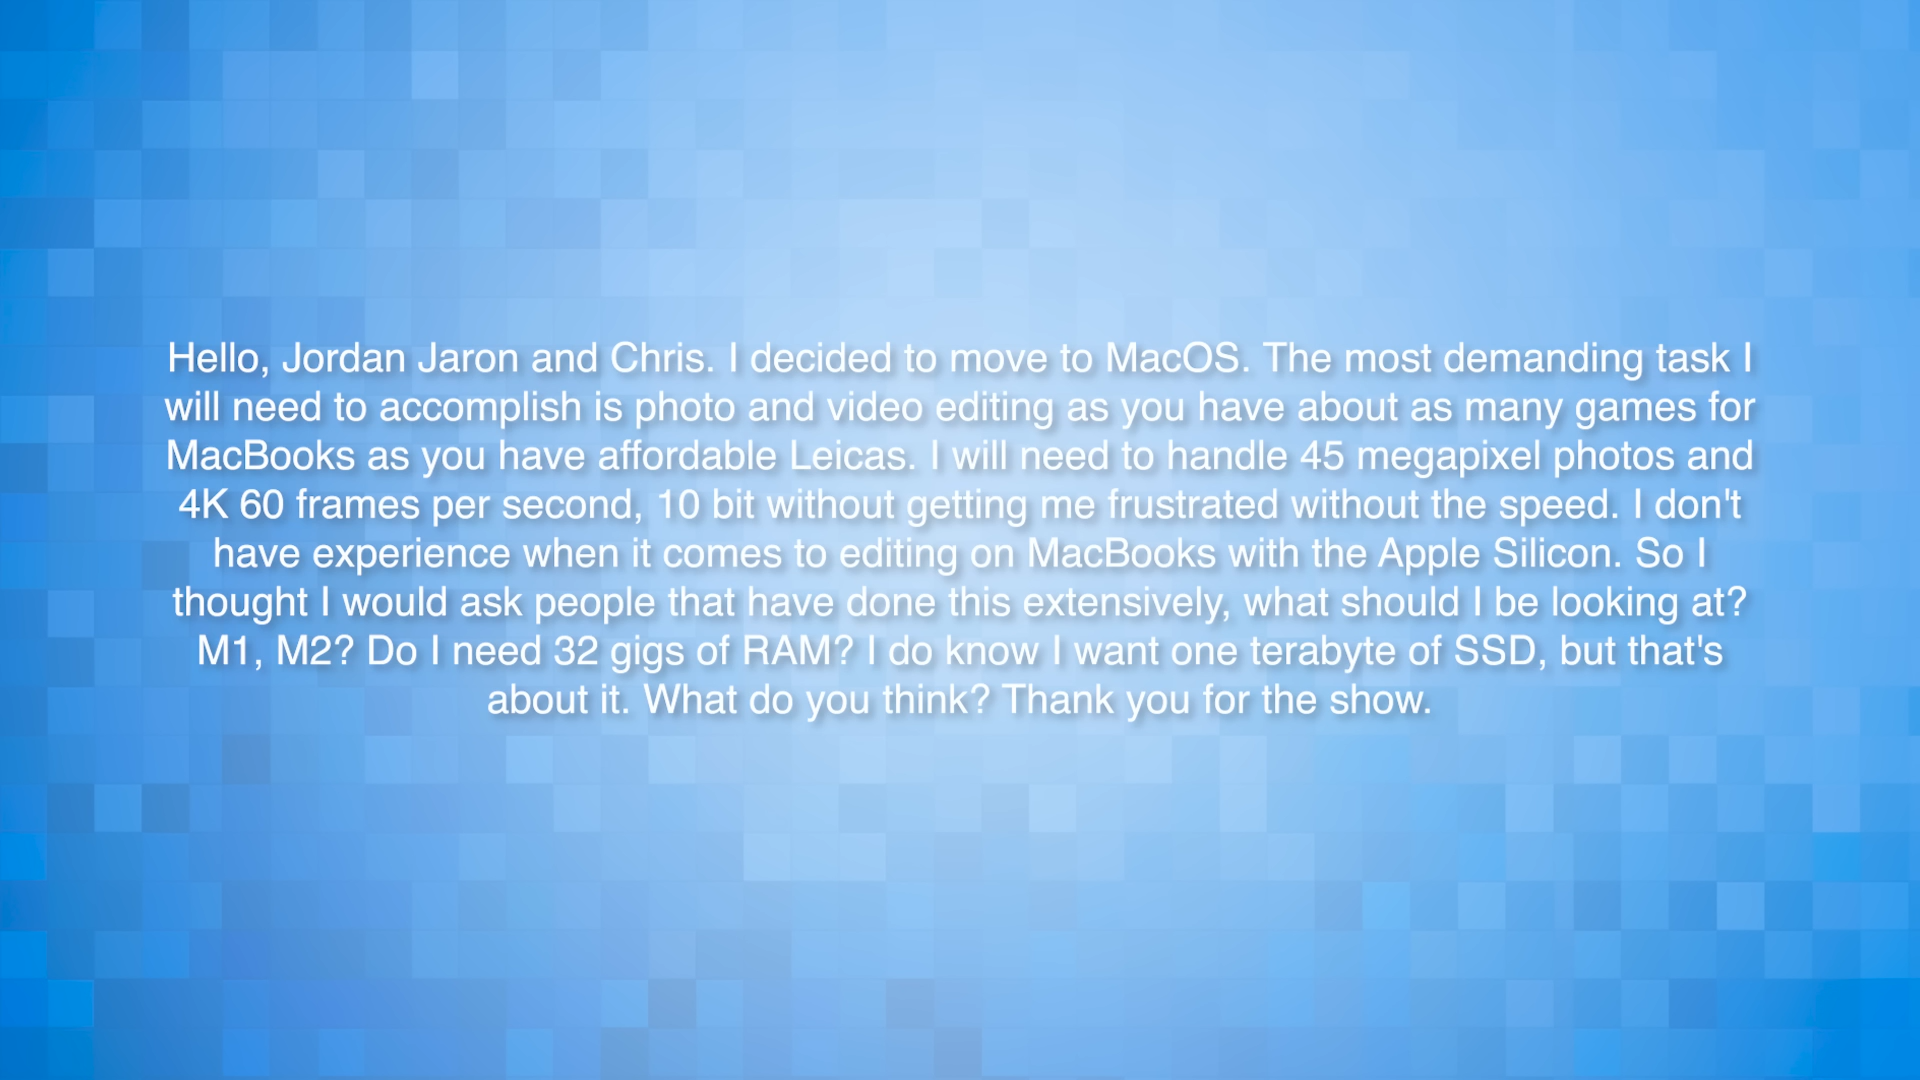 Hello, Jordan Jaron and Chris. I decided to move to MacOS. The most demanding task I
will need to accomplish is photo and video editing as you have about as many games for
MacBooks as you have affordable Leicas. I will need to handle 45 megapixel photos and
4K 60 frames per second, 10 bit without getting me frustrated without the speed. I don't
have experience when it comes to editing on MacBooks with the Apple Silicon. So I
thought I would ask people that have done this extensively, what should I be looking at?
M1, M2? Do I need 32 gigs of RAM? I do know I want one terabyte of SSD, but that's
about it. What do you think? Thank you for the show.